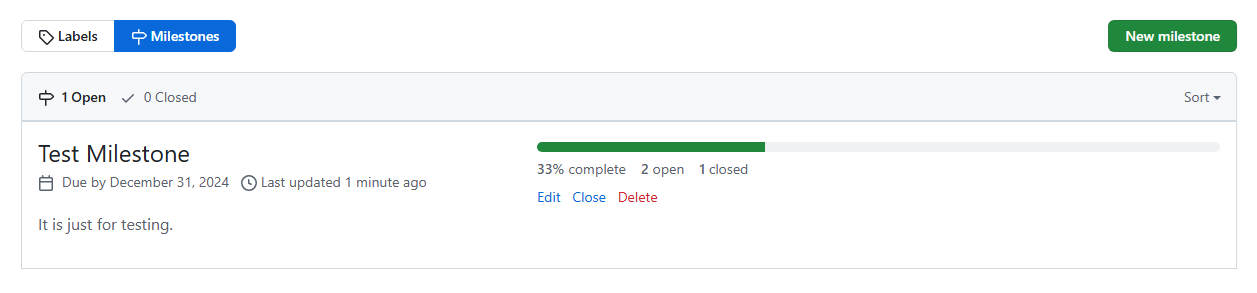 Labels Milestones New milestone
1 Open 0 Closed Sort
Test Milestone
Due by December 31, 2024 Last updated 1 minute ago
It is just for testing.
33% complete 2 open 1 closed
Edit Close Delete